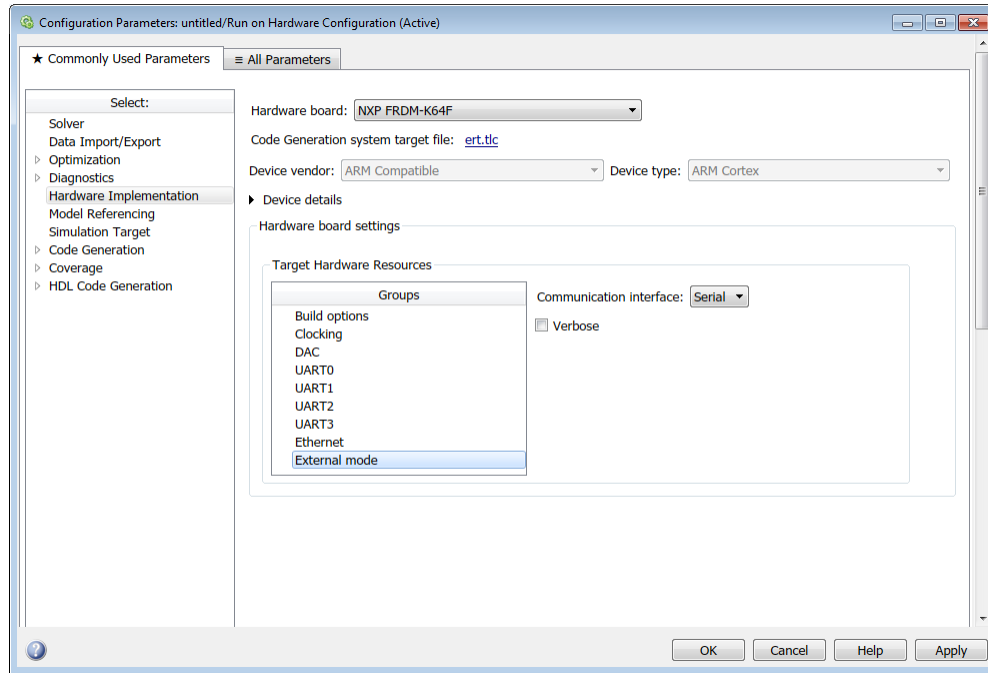 Configuration Parameters: untitled/Run on Hardware Configuration (Active)
★ Commonly Used Parameters
≡ All Parameters
Select:
Solver
Data Import/Export
Optimization
Diagnostics
Hardware Implementation
Model Referencing
Simulation Target
Code Generation
Coverage
HDL Code Generation
Hardware board: NXP FRDM-K64F
Code Generation system target file: ert.tlc
Device vendor: ARM Compatible Device type: ARM Cortex
Device details
Hardware board settings
Target Hardware Resources
Groups
Build options
Clocking
DAC
UART0
UART1
UART2
UART3
Ethernet
External mode
Communication interface: Serial
Verbose
?
OK Cancel Help Apply